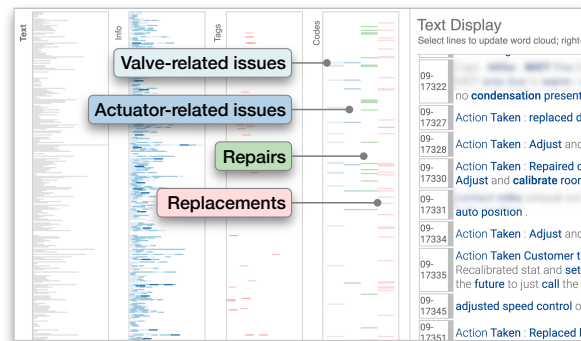 Text
Info
Tags
Codes
Valve-related issues
Actuator-related issues
Repairs
Replacements
Text Display
Select lines to update word cloud; right-
09-
17322
no condensation present
09-
17327
Action Taken : replaced d
09-
17328
Action Taken : Adjust and
09-
17330
Action Taken : Repaired c
Adjust and calibrate roor
09-
17331
auto position .
09-
17334
Action Taken : Adjust and
09-
17335
Action Taken Customer t
Recalibrated stat and set
the future to just call the
09-
17345
adjusted speed control o
09-
17351
Action Taken : Replaced